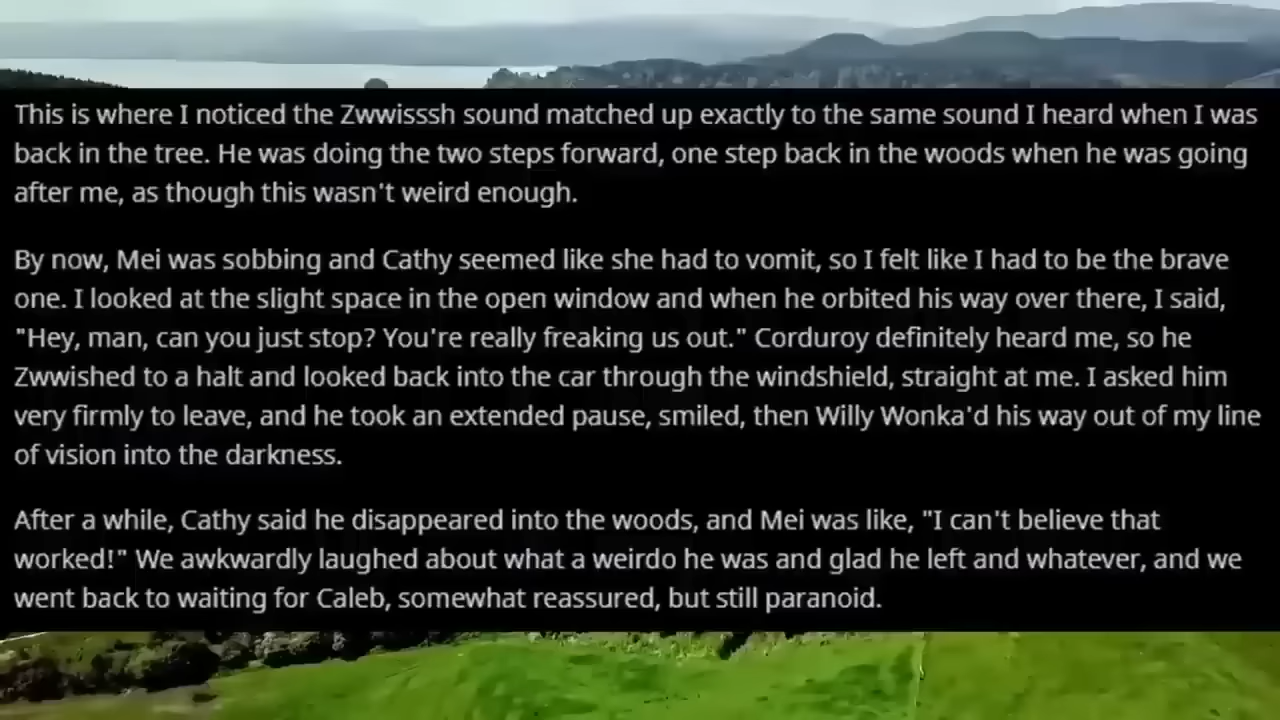 This is where I noticed the Zwwisssh sound matched up exactly to the same sound I heard when I was
back in the tree. He was doing the two steps forward, one step back in the woods when he was going
after me, as though this wasn't weird enough.
By now, Mei was sobbing and Cathy seemed like she had to vomit, so I felt like I had to be the brave
one. I looked at the slight space in the open window and when he orbited his way over there, I said,
"Hey, man, can you just stop? You're really freaking us out." Corduroy definitely heard me, so he
Zwwished to a halt and looked back into the car through the windshield, straight at me. I asked him
very firmly to leave, and he took an extended pause, smiled, then Willy Wonka'd his way out of my line
of vision into the darkness.
After a while, Cathy said he disappeared into the woods, and Mei was like, "I can't believe that
worked!" We awkwardly laughed about what a weirdo he was and glad he left and whatever, and we
went back to waiting for Caleb, somewhat reassured, but still paranoid.